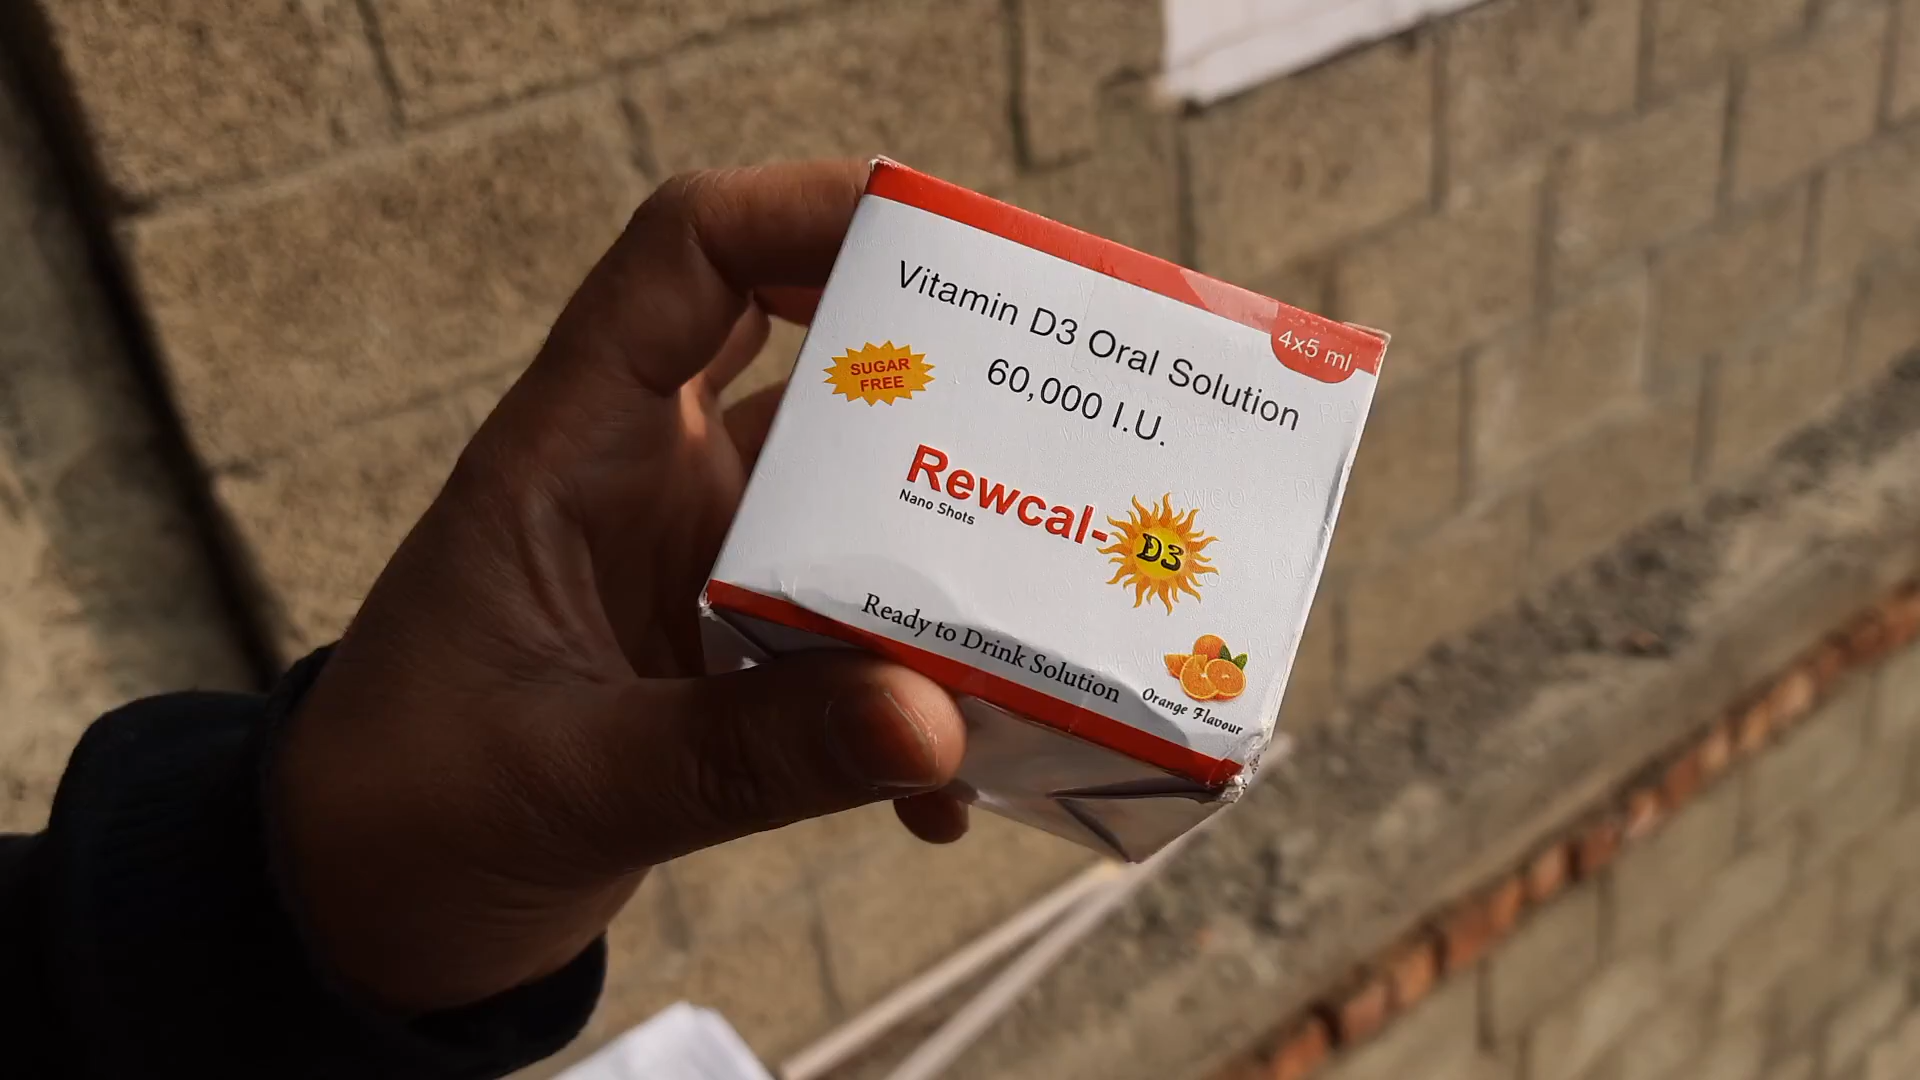 4x5 ml
Vitamin D3 Oral Solution
60,000 I.U.
SUGAR
FREE
Rewcal-D3
Nano Shots
Ready to Drink Solution
Orange Flavour